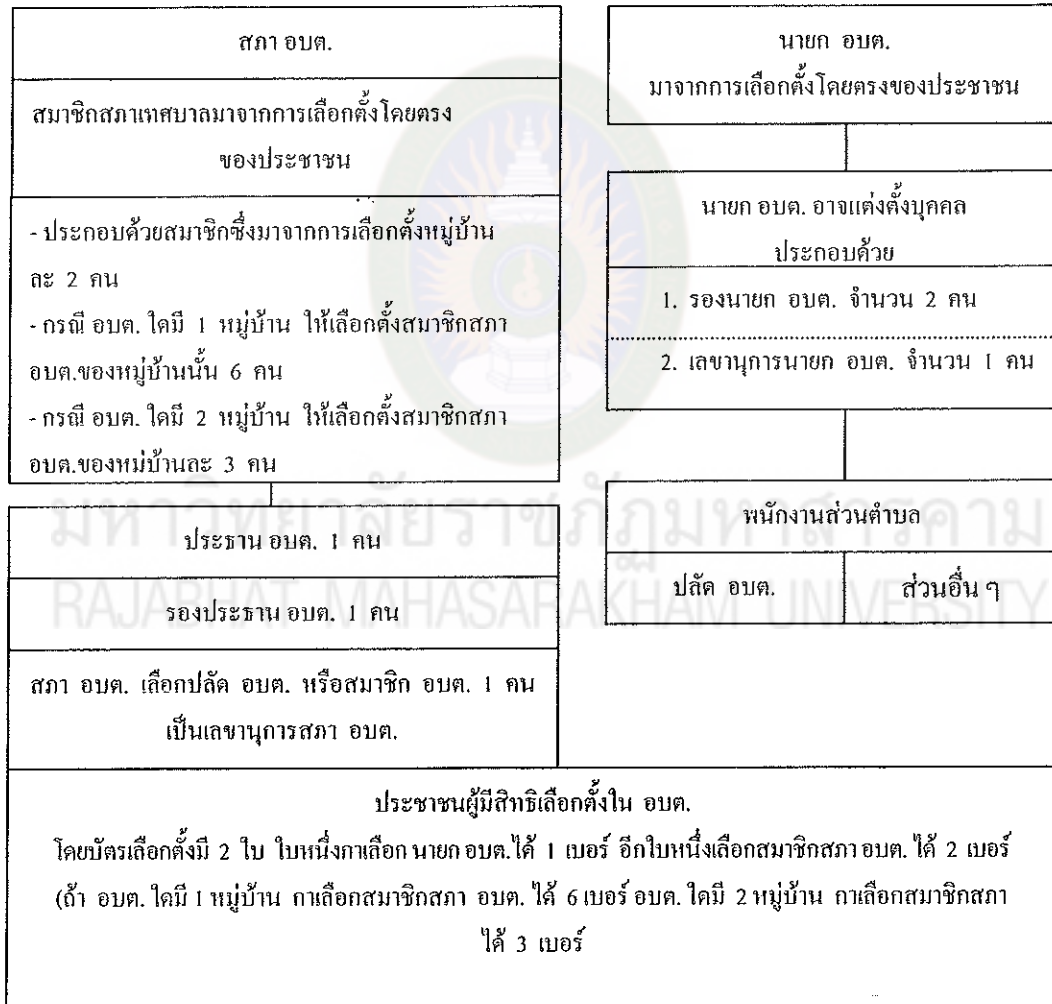 สภา อบต.
สมาชิกสภาเทศบาลมาจากการเลือกตั้งโดยตรง
ของประชาชน
- ประกอบด้วยสมาชิกซึ่งมาจากการเลือกตั้งหมู่บ้าน
ละ 2 คน
- กรณี อบต. ใดมี 1 หมู่บ้าน ให้เลือกตั้งสมาชิกสภา
อบต.ของหมู่บ้านนั้น 6 คน
- กรณี อบต. ใดมี 2 หมู่บ้าน ให้เลือกตั้งสมาชิกสภา
อบต.ของหมู่บ้านละ 3 คน
ประธาน อบต. 1 คน
รองประธาน อบต. 1 คน
สภา อบต. เลือกปลัด อบต. หรือสมาชิก อบต. 1 คน
เป็นเลขานุการสภา อบต.
นายก อบต.
มาจากการเลือกตั้งโดยตรงของประชาชน
นายก อบต. อาจแต่งตั้งบุคคล
ประกอบด้วย
1. รองนายก อบต. จำนวน 2 คน
2. เลขานุการนายก อบต. จำนวน 1 คน
พนักงานส่วนตำบล
ปลัด อบต.
ส่วนอื่น ๆ
ประชาชนผู้มีสิทธิเลือกตั้งใน อบต.
โดยบัตรเลือกตั้งมี 2 ใบ ใบหนึ่งกาเลือก นายก อบต.ได้ 1 เบอร์ อีกใบหนึ่งเลือกสมาชิกสภา อบต. ได้ 2 เบอร์
(ถ้า อบต. ใดมี 1 หมู่บ้าน กาเลือกสมาชิกสภา อบต. ได้ 6 เบอร์ อบต. ใดมี 2 หมู่บ้าน กาเลือกสมาชิกสภา
ได้ 3 เบอร์
มหาวิทยาลัยราชภัฏมหาสารคาม
RAJABHAT MAHASARAKHAM UNIVERSITY